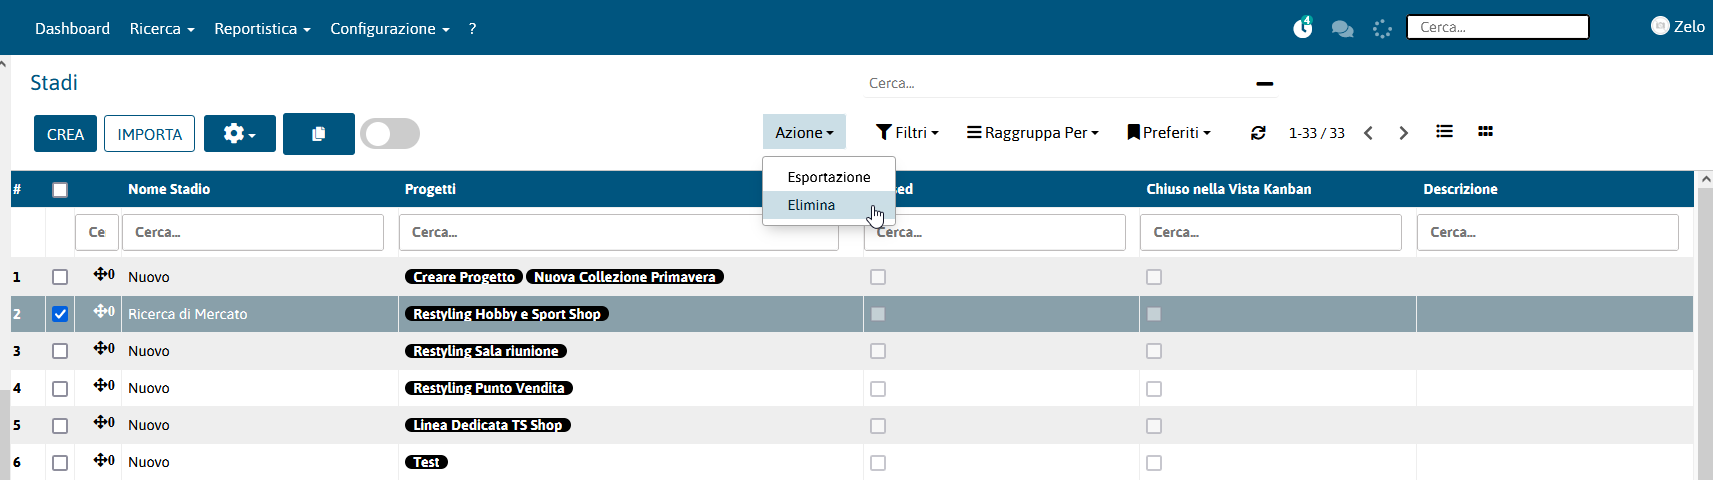 Dashboard Ricerca Reportistica Configurazione ? 4 Cerca... Zelo
Stadi Cerca...
CREA IMPORTA Azione Filtri Raggruppa Per Preferiti 1-33 / 33
Esportazione
Elimina
# Nome Stadio Progetti sed Chiuso nella Vista Kanban Descrizione
Ce Cerca... Cerca... Cerca... Cerca... Cerca...
1 0 Nuovo Creare Progetto Nuova Collezione Primavera
2 0 Ricerca di Mercato Restyling Hobby e Sport Shop
3 0 Nuovo Restyling Sala riunione
4 0 Nuovo Restyling Punto Vendita
5 0 Nuovo Linea Dedicata TS Shop
6 0 Nuovo Test